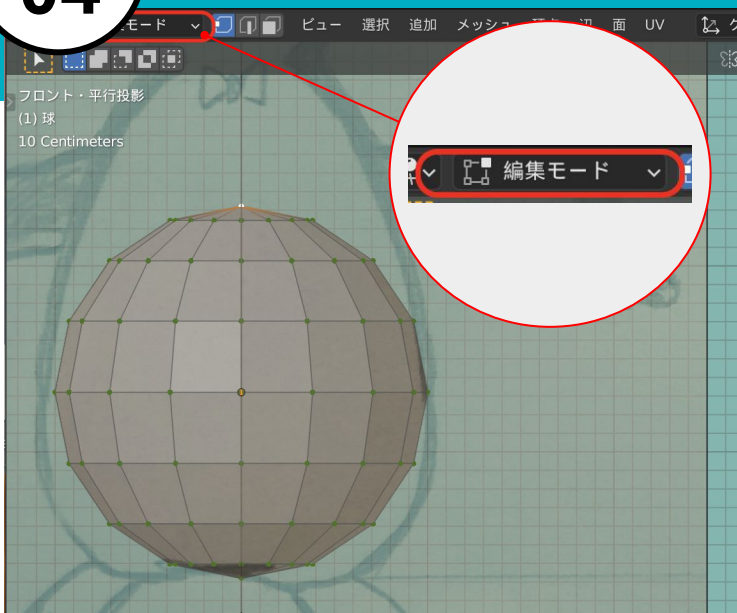 04
モード ビュー 選択 追加 メッシュ 面 UV
フロント・平行投影
(1) 球
10 Centimeters
編集モード